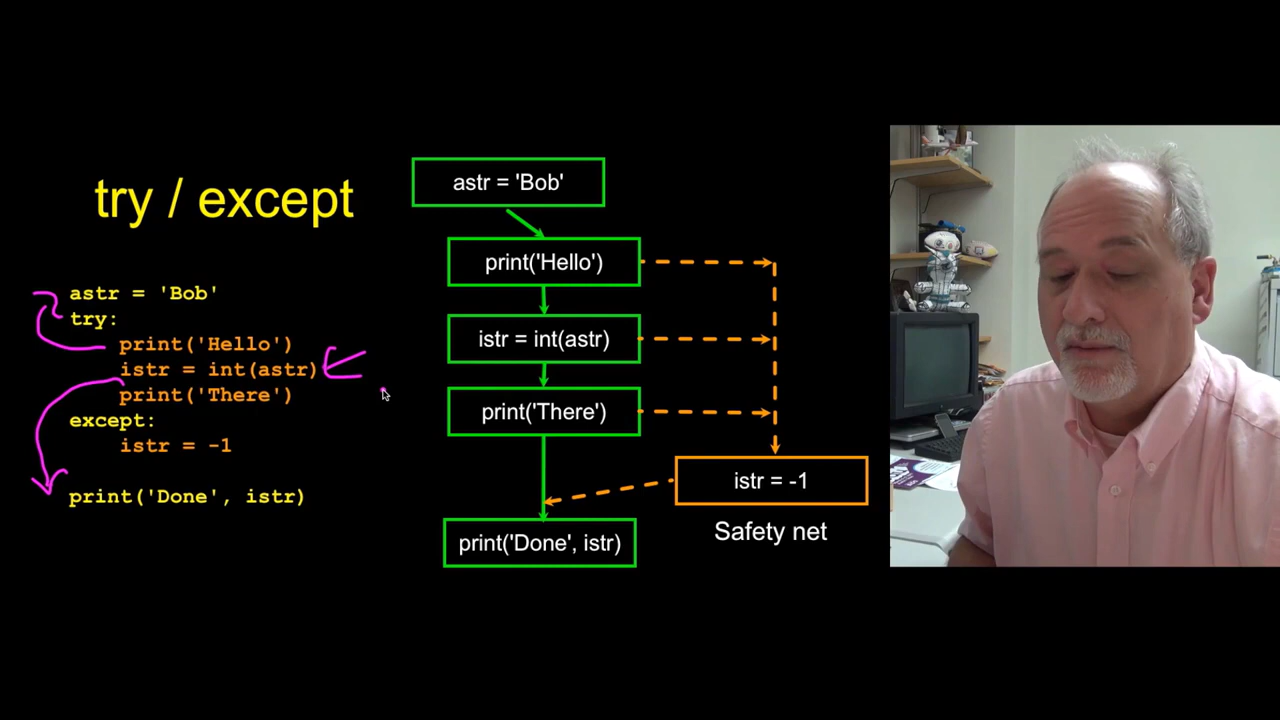 try / except
astr = 'Bob'
try:
    print('Hello')
    istr = int(astr)
    print('There')
except:
    istr = -1
print('Done', istr)
astr = 'Bob'
print('Hello')
istr = int(astr)
print('There')
istr = -1
Safety net
print('Done', istr)